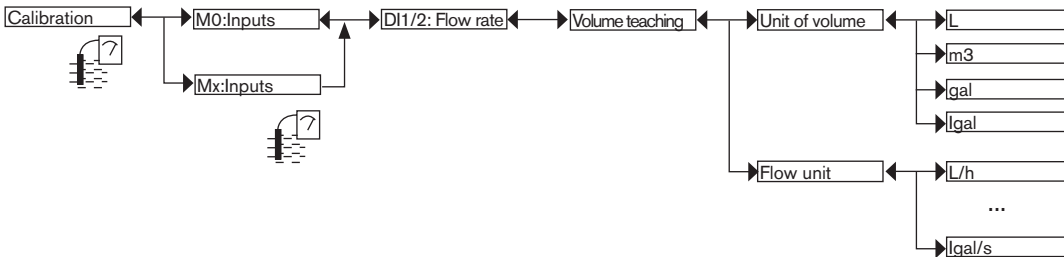 Calibration
M0:Inputs
DI1/2: Flow rate
Volume teaching
Unit of volume
L
m3
Mx:Inputs
gal
Igal
Flow unit
L/h
...
Igal/s